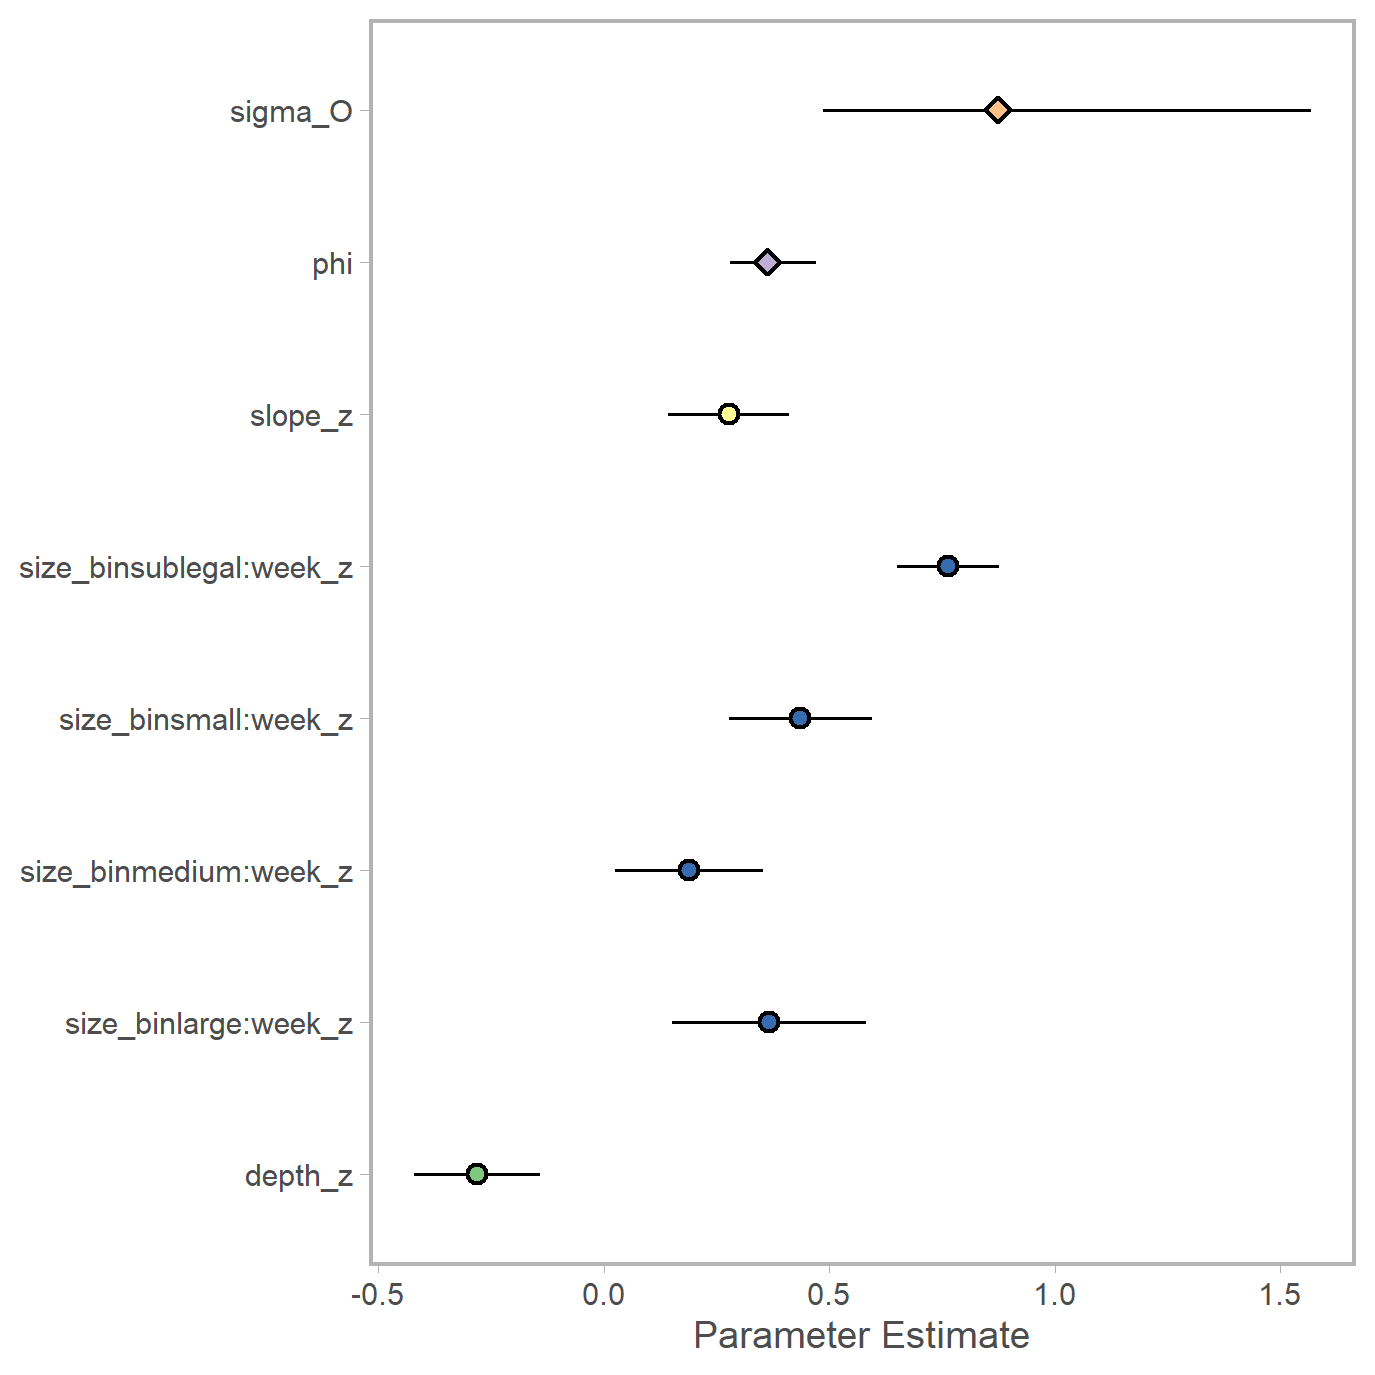 sigma_O
phi
slope_z
size_binsublegal:week_z
size_binsmall:week_z
size_binmedium:week_z
size_binlarge:week_z
depth_z
-0.5 0.0 0.5 1.0 1.5
Parameter Estimate